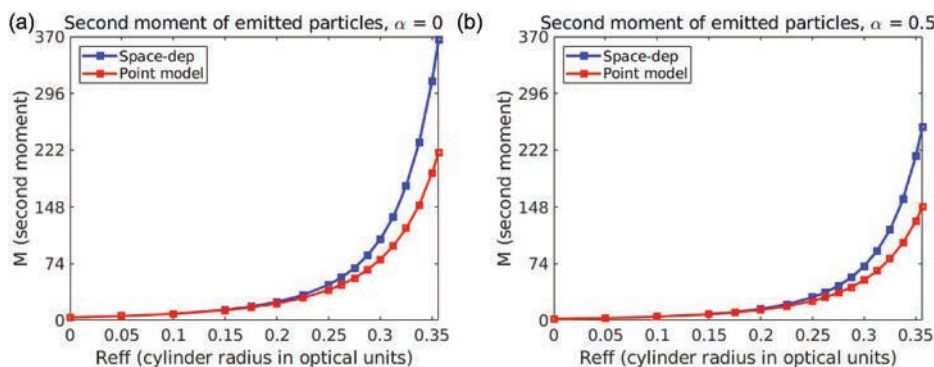 (a) Second moment of emitted particles, α = 0
370
296
222
148
74
0
M (second moment)
Space-dep
Point model
0 0.05 0.1 0.15 0.2 0.25 0.3 0.35
Reff (cylinder radius in optical units)
(b) Second moment of emitted particles, α = 0.5
370
296
222
148
74
0
M (second moment)
Space-dep
Point model
0 0.05 0.1 0.15 0.2 0.25 0.3 0.35
Reff (cylinder radius in optical units)